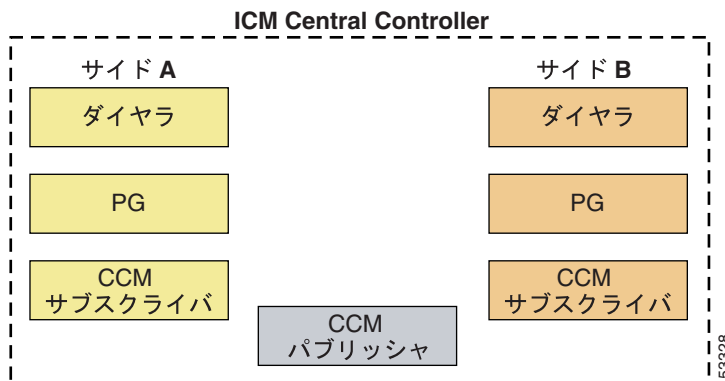 ICM Central Controller
サイド A
サイド B
ダイヤラ
ダイヤラ
PG
PG
CCM
サブスクライバ
CCM
サブスクライバ
CCM
パブリッシャ
53328